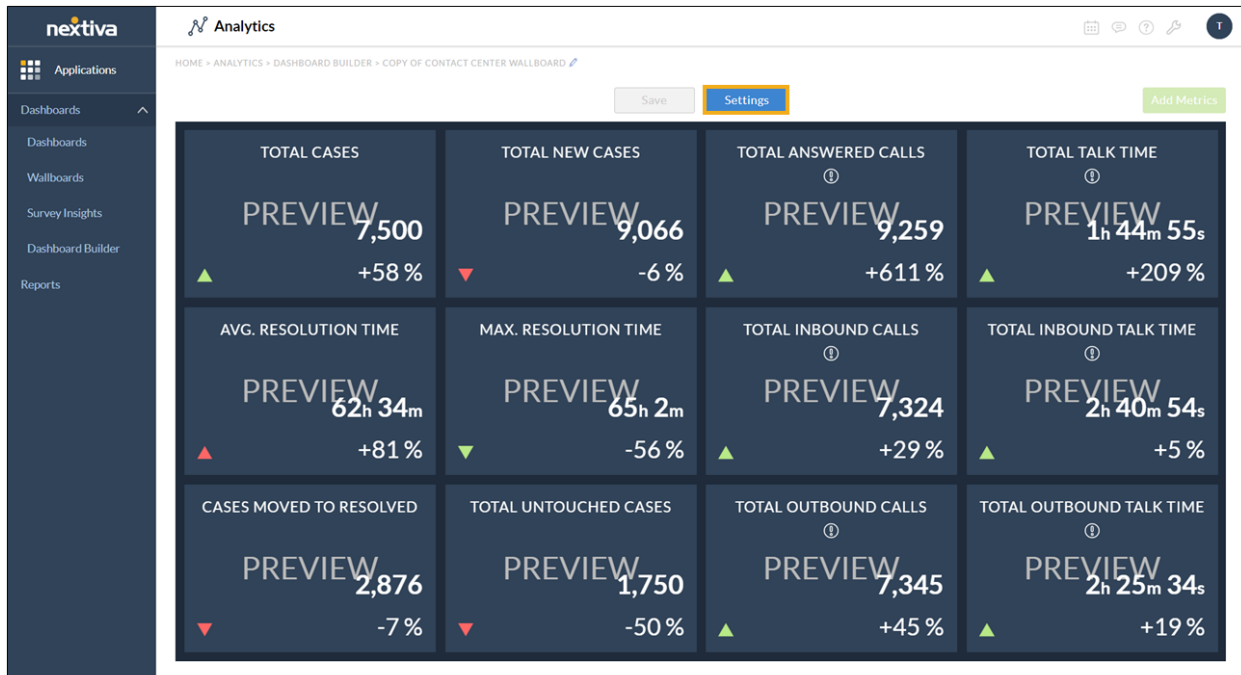 nextiva
Analytics
T
Applications
HOME > ANALYTICS > DASHBOARD BUILDER > COPY OF CONTACT CENTER WALLBOARD
Save
Settings
Add Metrics
Dashboards
Dashboards
Wallboards
Survey Insights
Dashboard Builder
Reports
TOTAL CASES
PREVIEW
7,500
+58 %
TOTAL NEW CASES
PREVIEW
9,066
-6 %
TOTAL ANSWERED CALLS
PREVIEW
9,259
+611 %
TOTAL TALK TIME
PREVIEW
1h 44m 55s
+209 %
AVG. RESOLUTION TIME
PREVIEW
62h 34m
+81 %
MAX. RESOLUTION TIME
PREVIEW
65h 2m
-56 %
TOTAL INBOUND CALLS
PREVIEW
7,324
+29 %
TOTAL INBOUND TALK TIME
PREVIEW
2h 40m 54s
+5 %
CASES MOVED TO RESOLVED
PREVIEW
2,876
-7 %
TOTAL UNTOUCHED CASES
PREVIEW
1,750
-50 %
TOTAL OUTBOUND CALLS
PREVIEW
7,345
+45 %
TOTAL OUTBOUND TALK TIME
PREVIEW
2h 25m 34s
+19 %